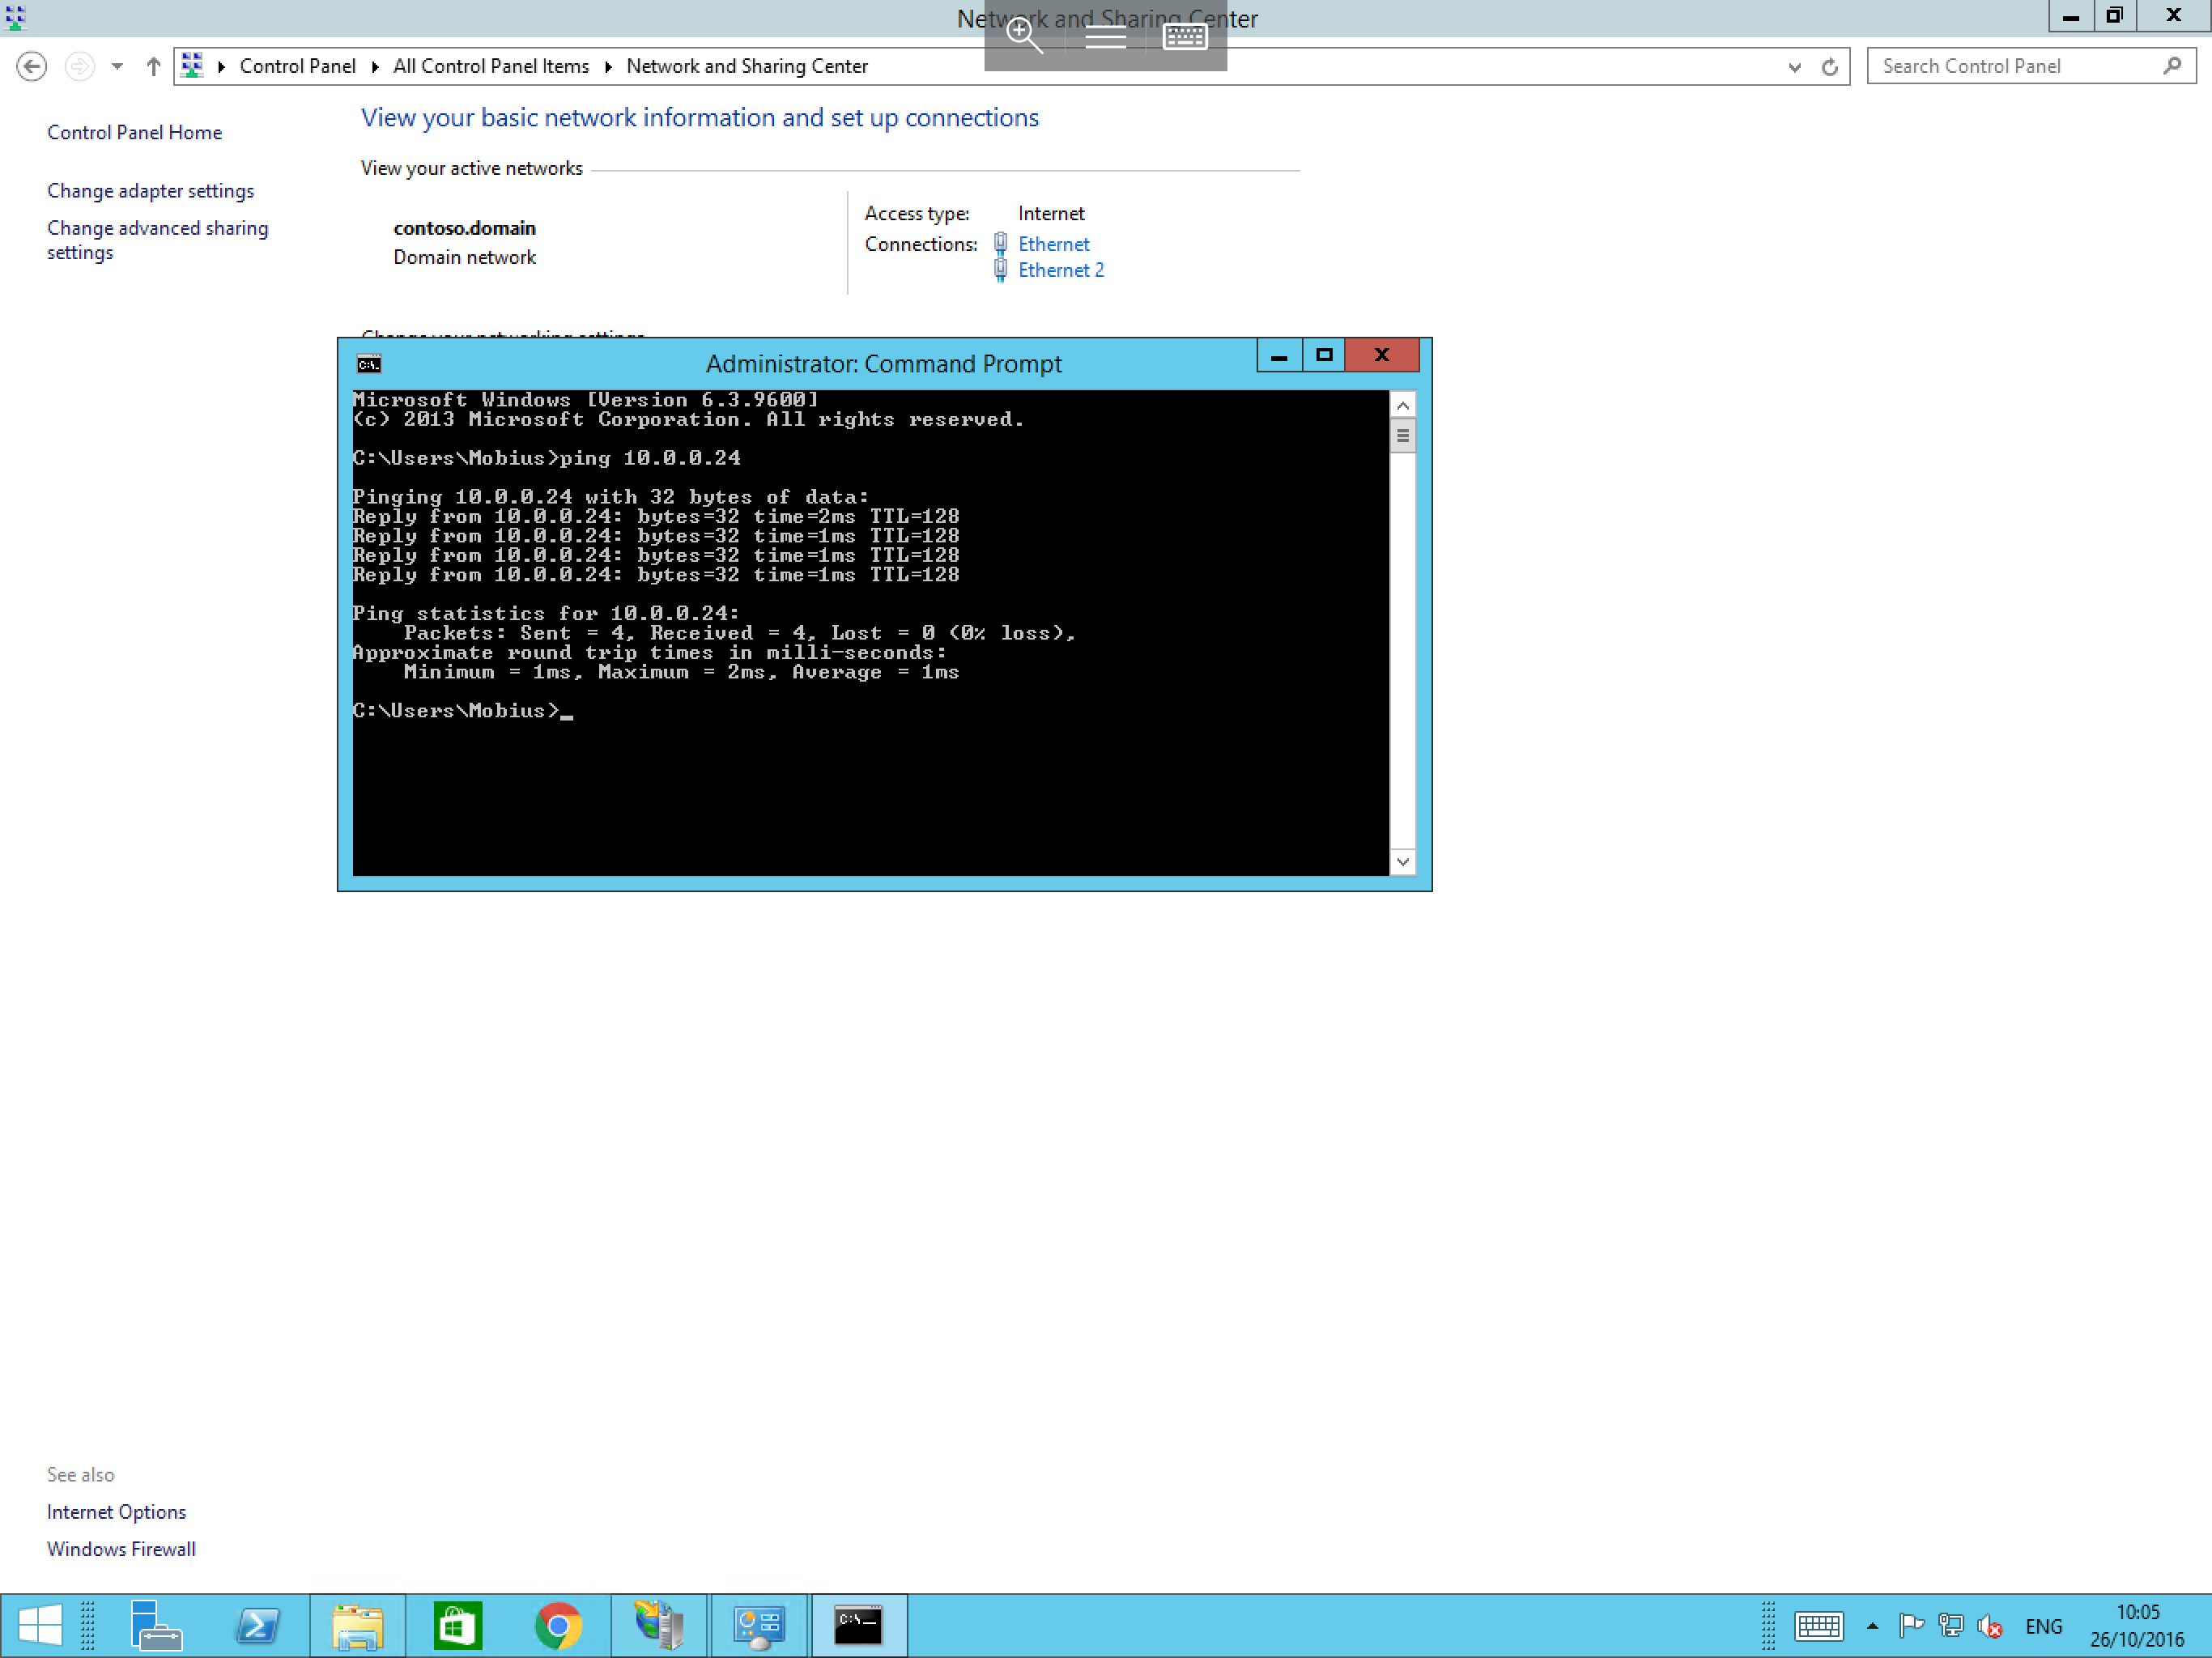 Network and Sharing Center
Control Panel All Control Panel Items Network and Sharing Center
Search Control Panel
Control Panel Home
Change adapter settings
Change advanced sharing
settings
View your basic network information and set up connections
View your active networks
contoso.domain
Domain network
Access type: Internet
Connections: Ethernet
Ethernet 2
Change your networking settings
Administrator: Command Prompt
Microsoft Windows [Version 6.3.9600]
(c) 2013 Microsoft Corporation. All rights reserved.
C:\Users\Mobius>ping 10.0.0.24
Pinging 10.0.0.24 with 32 bytes of data:
Reply from 10.0.0.24: bytes=32 time=2ms TTL=128
Reply from 10.0.0.24: bytes=32 time=1ms TTL=128
Reply from 10.0.0.24: bytes=32 time=1ms TTL=128
Reply from 10.0.0.24: bytes=32 time=1ms TTL=128
Ping statistics for 10.0.0.24:
Packets: Sent = 4, Received = 4, Lost = 0 (0% loss),
Approximate round trip times in milli-seconds:
Minimum = 1ms, Maximum = 2ms, Average = 1ms
C:\Users\Mobius>_
See also
Internet Options
Windows Firewall
ENG
10:05
26/10/2016